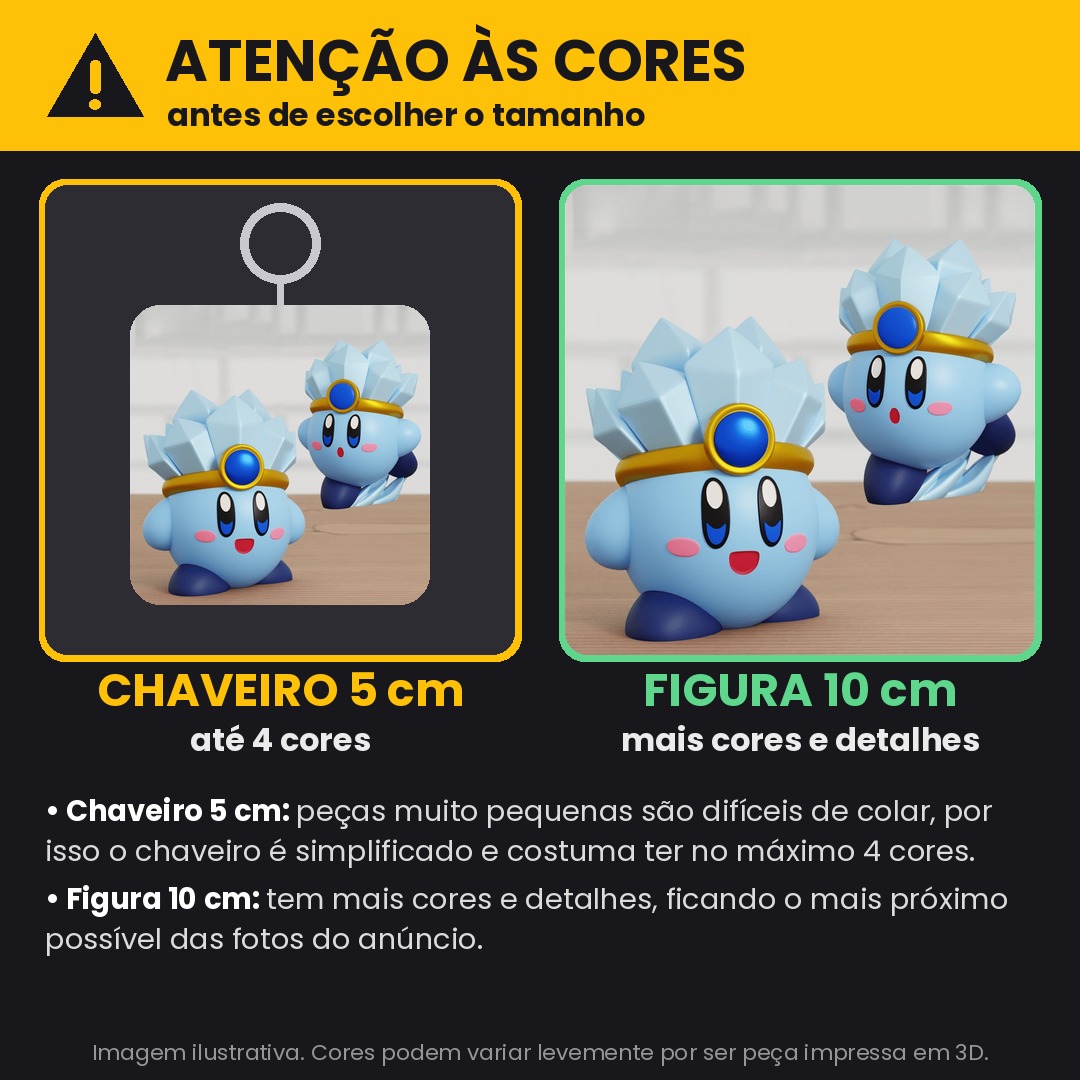 ATENÇÃO ÀS CORES
antes de escolher o tamanho
CHAVEIRO 5 cm
até 4 cores
FIGURA 10 cm
mais cores e detalhes
• Chaveiro 5 cm: peças muito pequenas são difíceis de colar, por
isso o chaveiro é simplificado e costuma ter no máximo 4 cores.
• Figura 10 cm: tem mais cores e detalhes, ficando o mais próximo
possível das fotos do anúncio.
Imagem ilustrativa. Cores podem variar levemente por ser peça impressa em 3D.